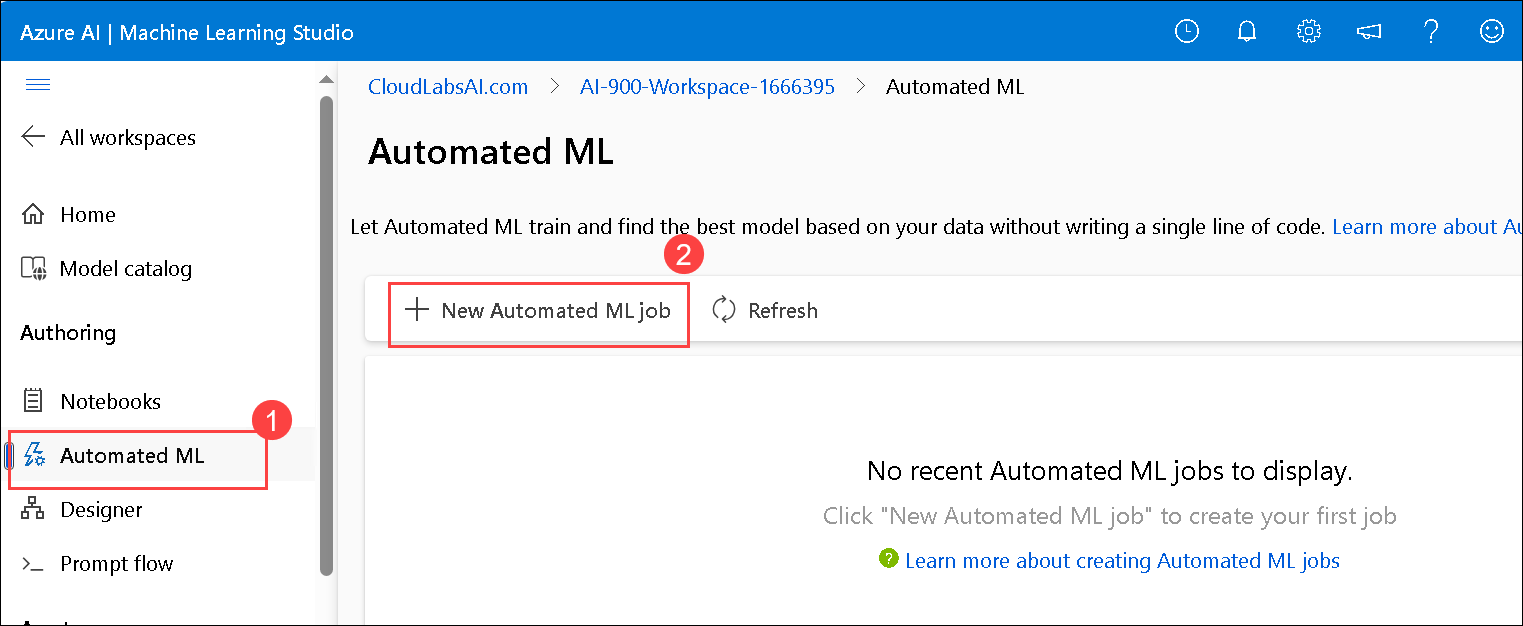 Azure AI | Machine Learning Studio
All workspaces
Home
Model catalog
Authoring
Notebooks
1
Automated ML
Designer
Prompt flow
CloudLabsAI.com > AI-900-Workspace-1666395 > Automated ML
Automated ML
Let Automated ML train and find the best model based on your data without writing a single line of code. Learn more about
2
New Automated ML job
Refresh
No recent Automated ML jobs to display.
Click "New Automated ML job" to create your first job
? Learn more about creating Automated ML jobs